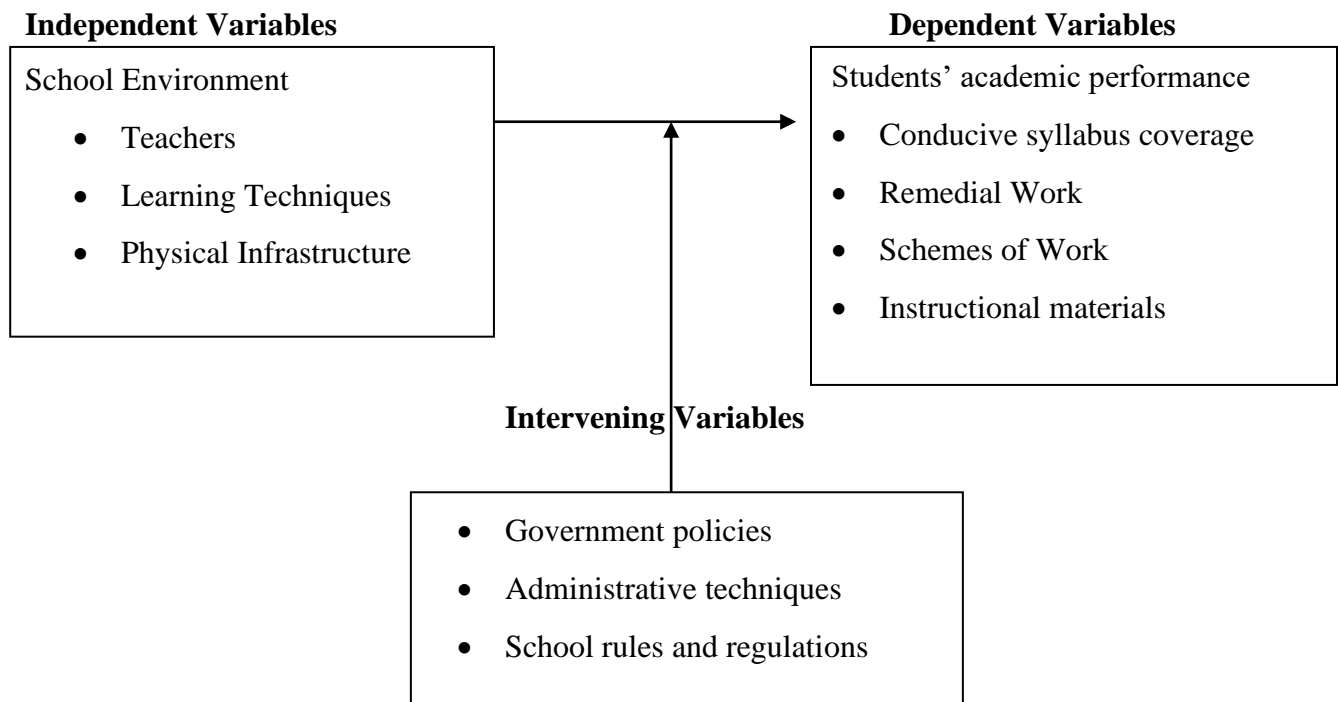 Independent Variables
School Environment
• Teachers
• Learning Techniques
• Physical Infrastructure
Dependent Variables
Students’ academic performance
• Conducive syllabus coverage
• Remedial Work
• Schemes of Work
• Instructional materials
Intervening Variables
• Government policies
• Administrative techniques
• School rules and regulations